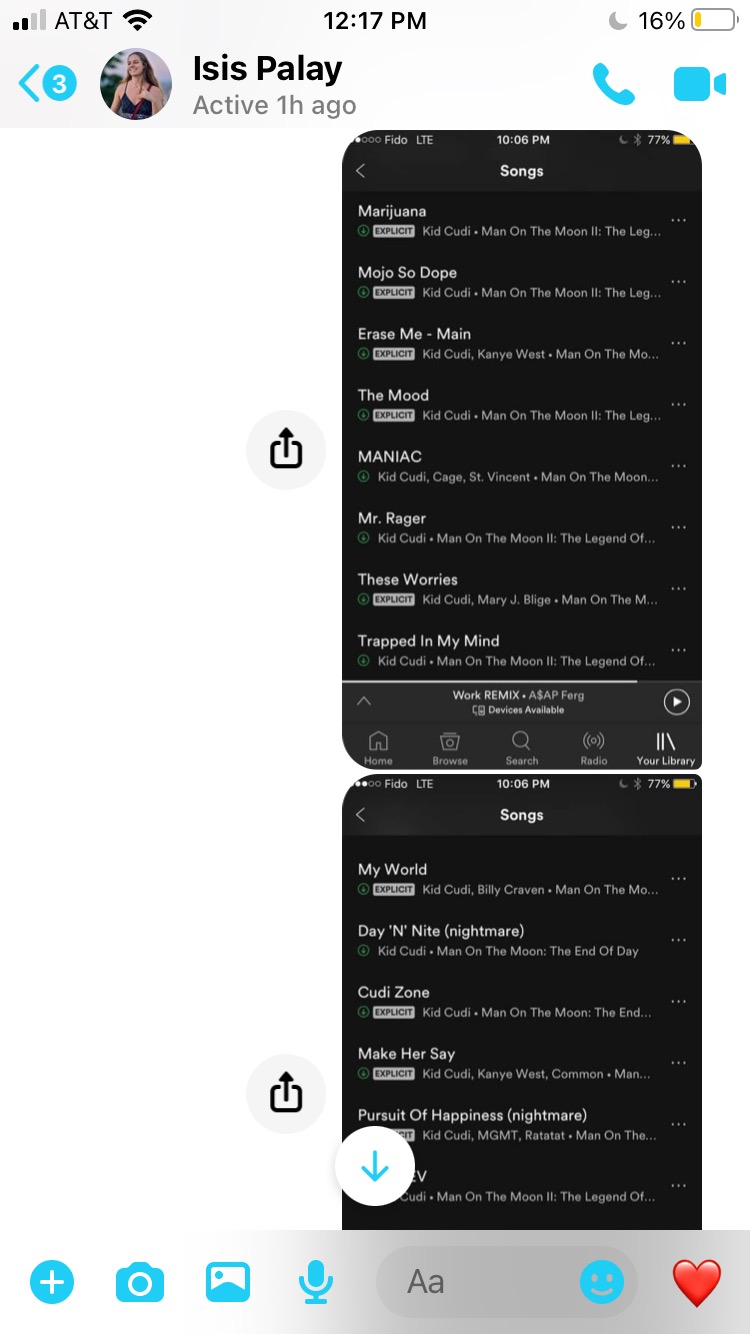 AT&T 12:17 PM 16%
3 Isis Palay
Active 1h ago
Fido LTE 10:06 PM 77%
Songs
Marijuana
EXPLICIT Kid Cudi • Man On The Moon II: The Leg...
Mojo So Dope
EXPLICIT Kid Cudi • Man On The Moon II: The Leg...
Erase Me - Main
EXPLICIT Kid Cudi, Kanye West • Man On The Mo...
The Mood
EXPLICIT Kid Cudi • Man On The Moon II: The Leg...
MANIAC
Kid Cudi, Cage, St. Vincent • Man On The Moon...
Mr. Rager
Kid Cudi • Man On The Moon II: The Legend Of...
These Worries
EXPLICIT Kid Cudi, Mary J. Blige • Man On The M...
Trapped In My Mind
Kid Cudi • Man On The Moon II: The Legend Of...
Work REMIX • A$AP Ferg
Devices Available
Home Browse Search Radio Your Library
Fido LTE 10:06 PM 77%
Songs
My World
EXPLICIT Kid Cudi, Billy Craven • Man On The Mo...
Day 'N' Nite (nightmare)
Kid Cudi • Man On The Moon: The End Of Day
Cudi Zone
EXPLICIT Kid Cudi • Man On The Moon: The End...
Make Her Say
EXPLICIT Kid Cudi, Kanye West, Common • Man...
Pursuit Of Happiness (nightmare)
Kid Cudi, MGMT, Ratatat • Man On The...
Cudi • Man On The Moon II: The Legend Of...
Aa